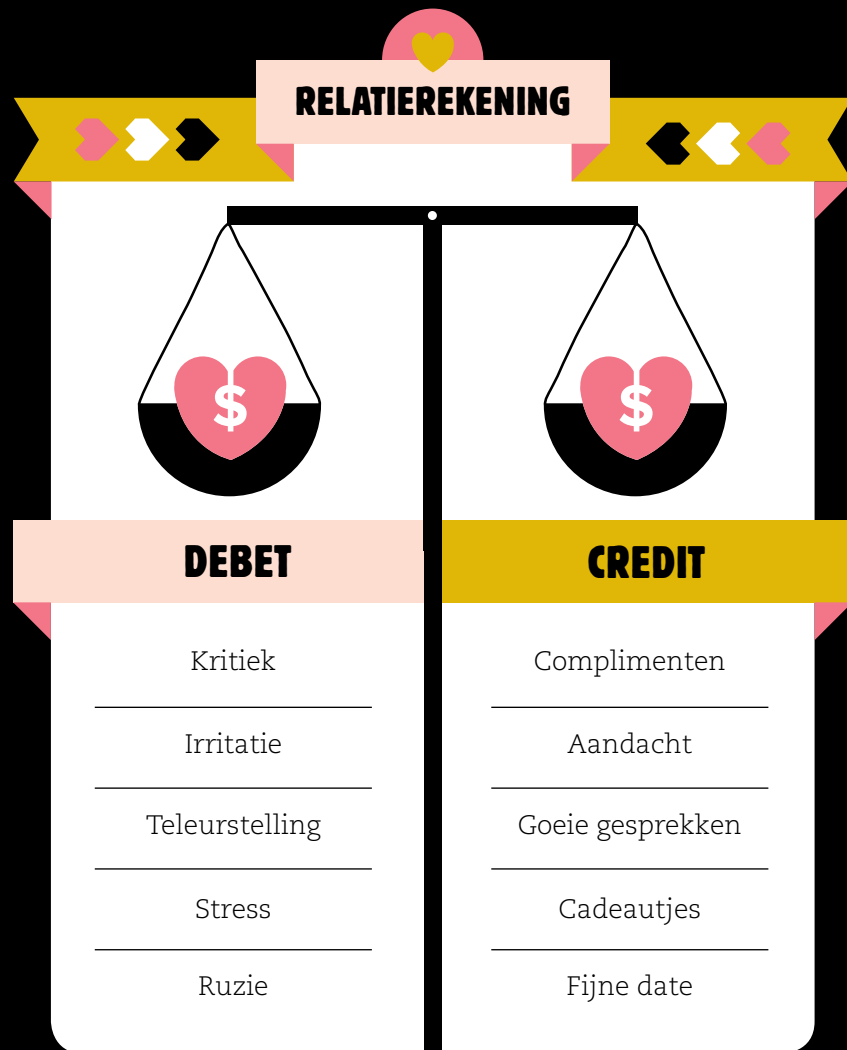 RELATIEREKENING
$ $
DEBET
Kritiek
Irritatie
Teleurstelling
Stress
Ruzie
CREDIT
Complimenten
Aandacht
Goeie gesprekken
Cadeautjes
Fijne date